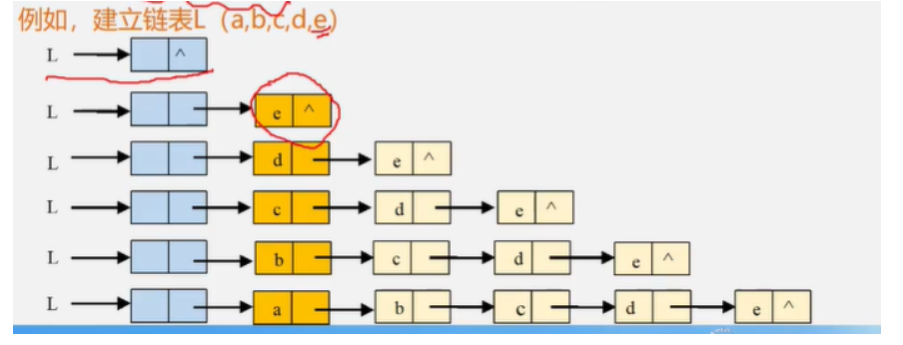 例如，建立链表L（a,b,c,d,e）
L ^
L e ^
L d e ^
L c d e ^
L b c d e ^
L a b c d e ^